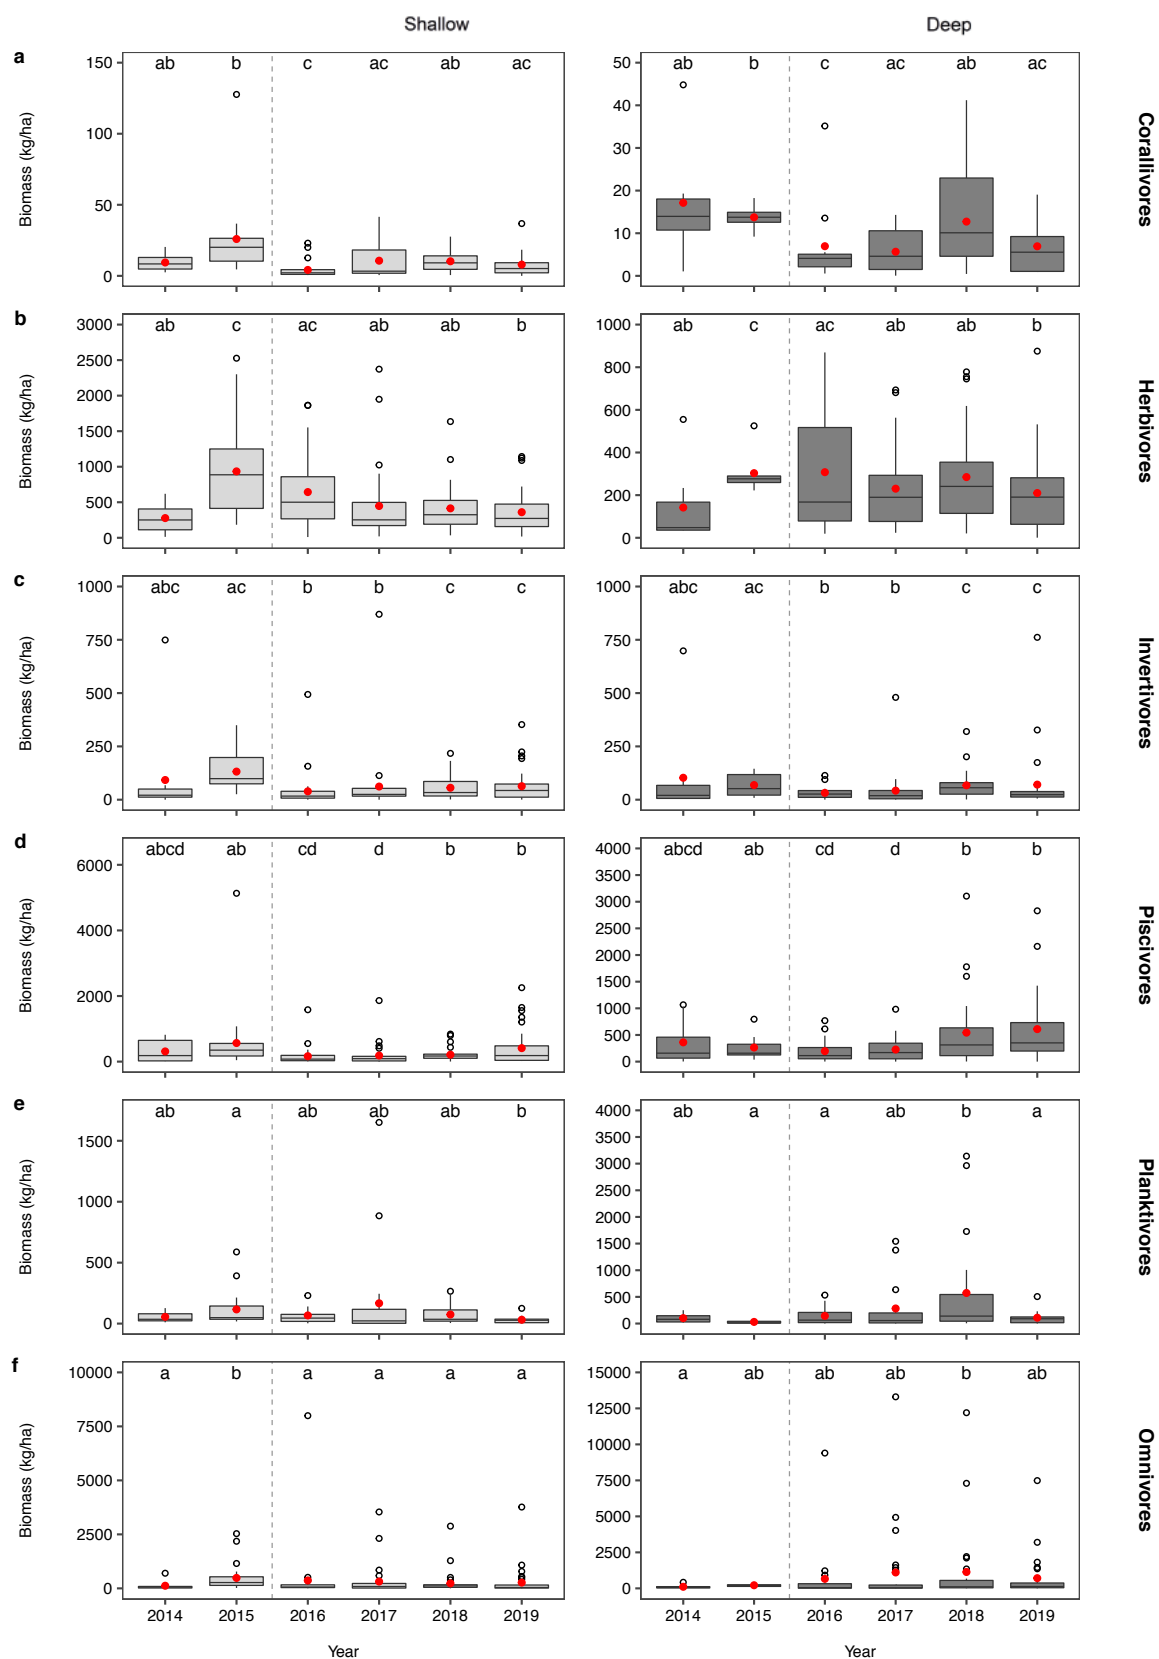 Shallow Deep
a
150 ab b c ac ab ac
100
50
0
Biomass (kg/ha)
50 ab b c ac ab ac
40
30
20
10
0
Corallivores
b
3000 ab c ac ab ab b
2500
2000
1500
1000
500
0
Biomass (kg/ha)
1000 ab c ac ab ab b
800
600
400
200
0
Herbivores
c
1000 abc ac b b c c
750
500
250
0
Biomass (kg/ha)
1000 abc ac b b c c
750
500
250
0
Invertivores
d
abcd ab cd d b b
6000
4000
2000
0
Biomass (kg/ha)
4000 abcd ab cd d b b
3500
3000
2500
2000
1500
1000
500
0
Piscivores
e
ab a ab ab ab b
1500
1000
500
0
Biomass (kg/ha)
4000 ab a a ab b a
3500
3000
2500
2000
1500
1000
500
0
Planktivores
f
10000 a b a a a a
7500
5000
2500
0
Biomass (kg/ha)
15000 a ab ab ab b ab
12500
10000
7500
5000
2500
0
Omnivores
2014 2015 2016 2017 2018 2019
Year
2014 2015 2016 2017 2018 2019
Year